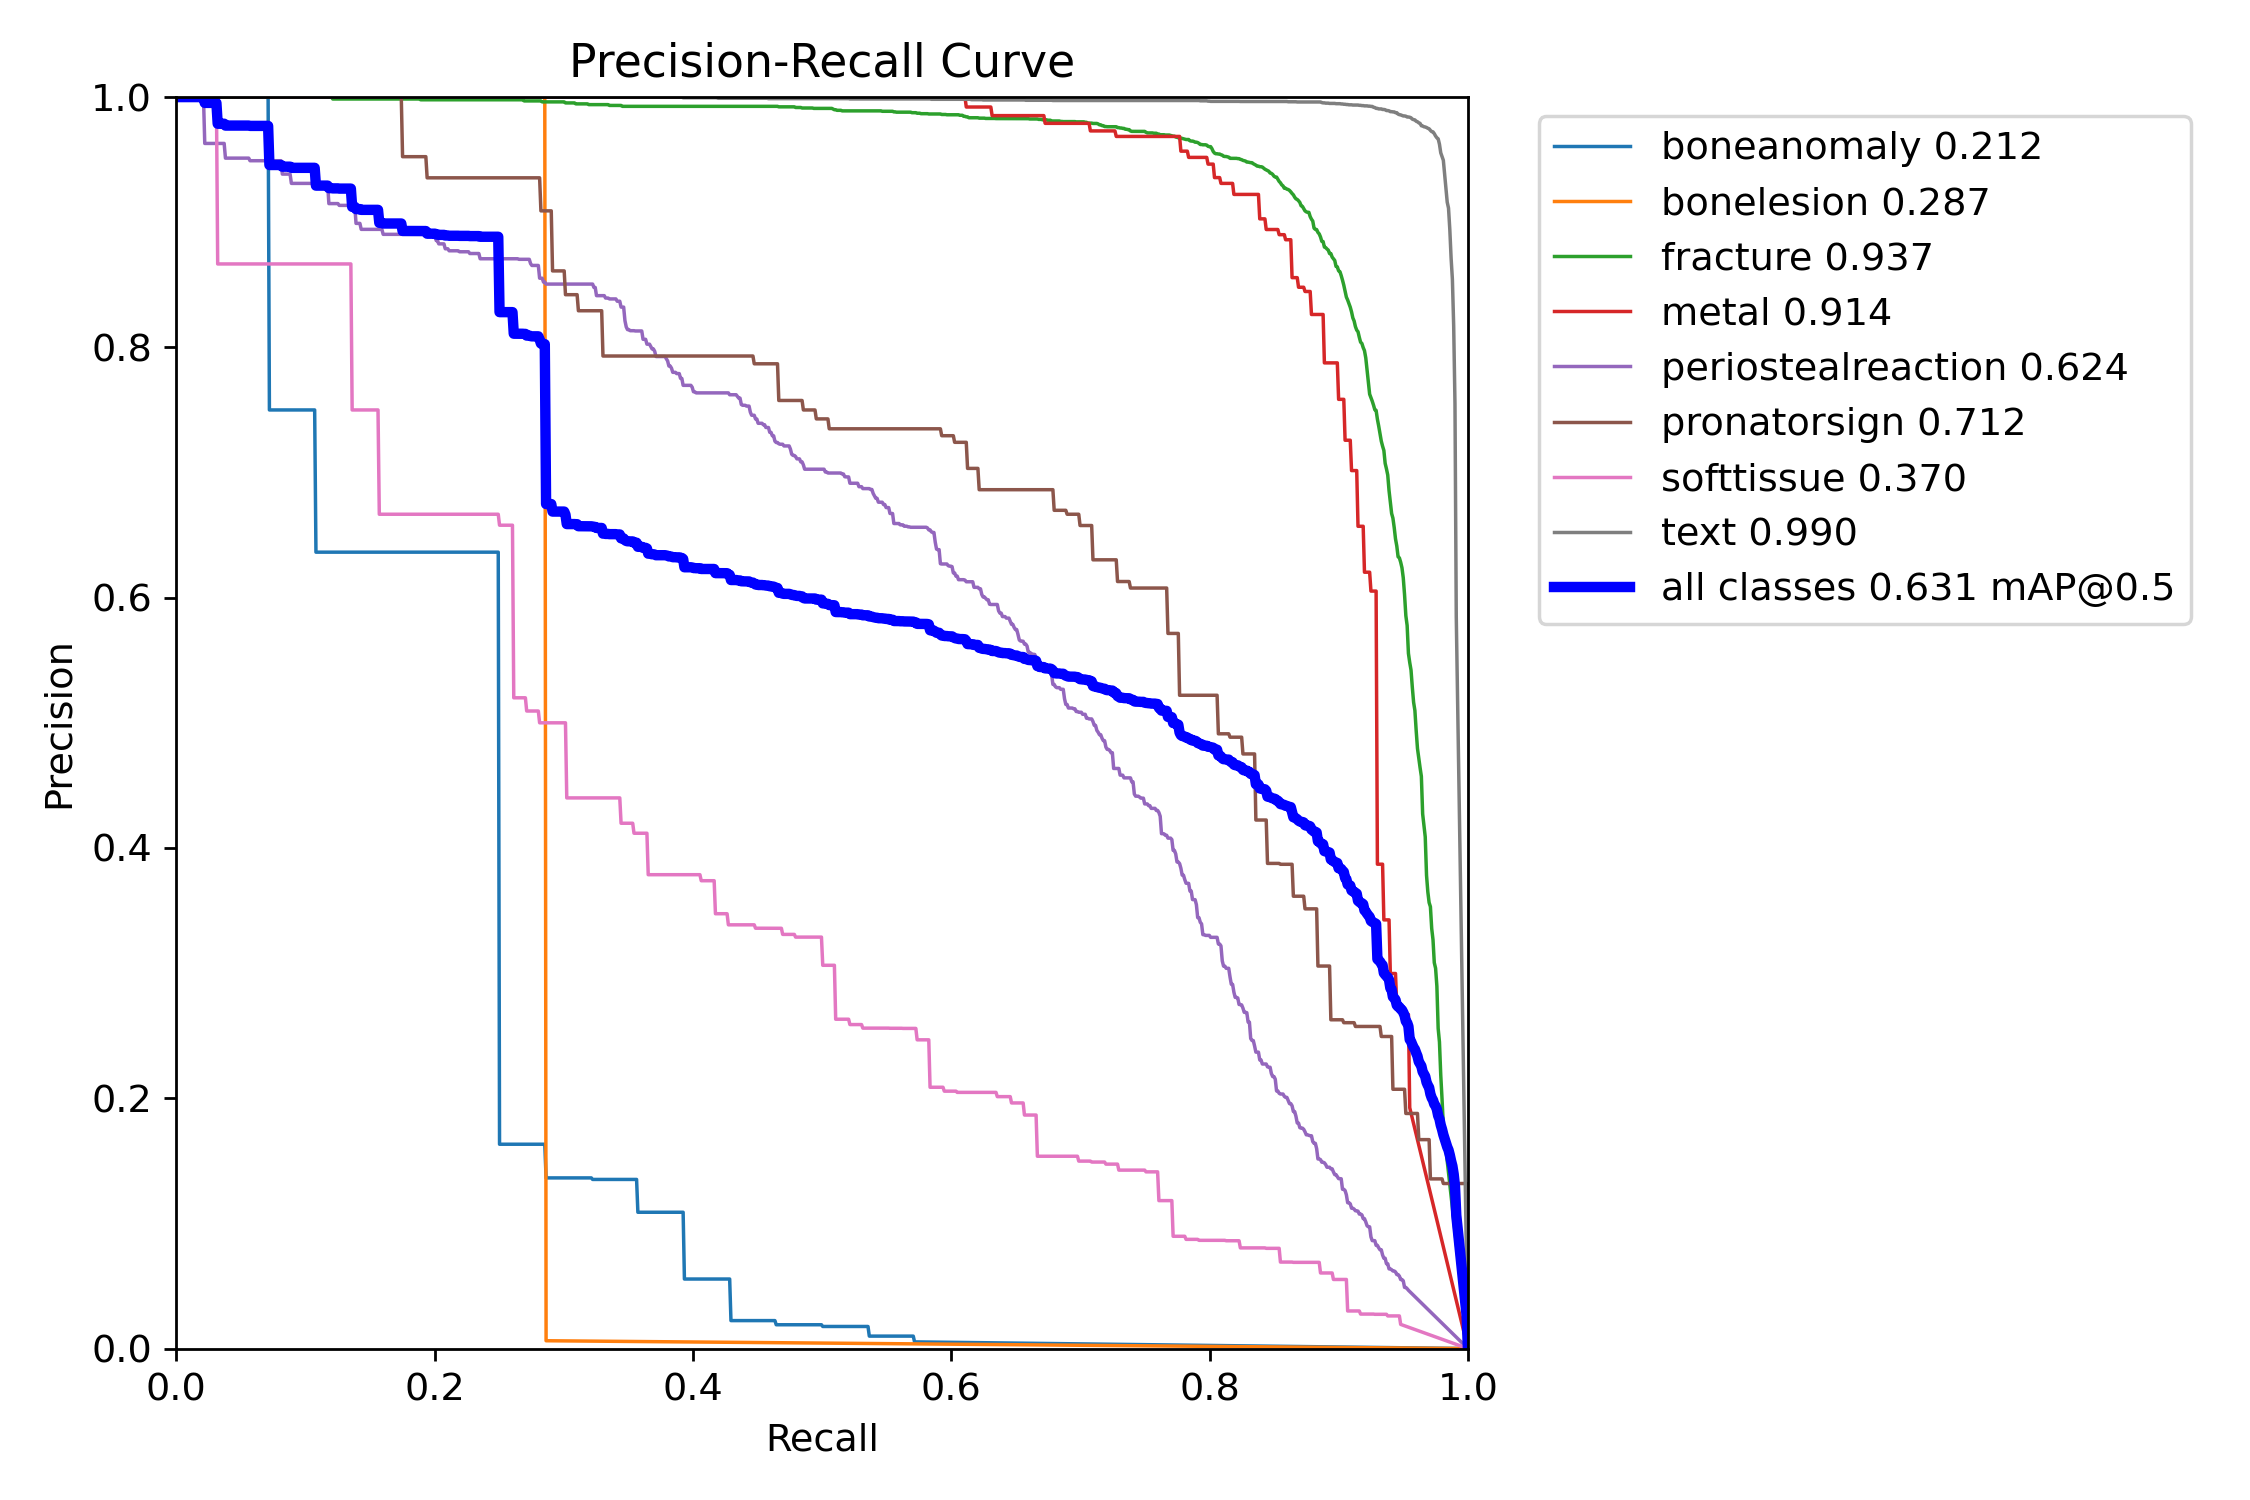 Precision-Recall Curve
1.0
0.8
0.6
0.4
0.2
0.0
Precision
0.0 0.2 0.4 0.6 0.8 1.0
Recall
boneanomaly 0.212
bonelesion 0.287
fracture 0.937
metal 0.914
periostealreaction 0.624
pronatorsign 0.712
softtissue 0.370
text 0.990
all classes 0.631 mAP@0.5